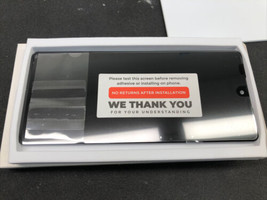 Please test this screen before removing
adhesive or installing on phone.
NO RETURNS AFTER INSTALLATION
WE THANK YOU
FOR YOUR UNDERSTANDING